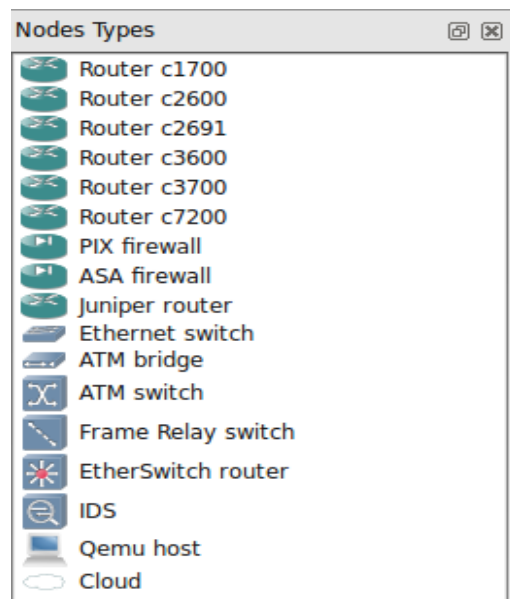 Nodes Types
Router c1700
Router c2600
Router c2691
Router c3600
Router c3700
Router c7200
PIX firewall
ASA firewall
Juniper router
Ethernet switch
ATM bridge
ATM switch
Frame Relay switch
EtherSwitch router
IDS
Qemu host
Cloud